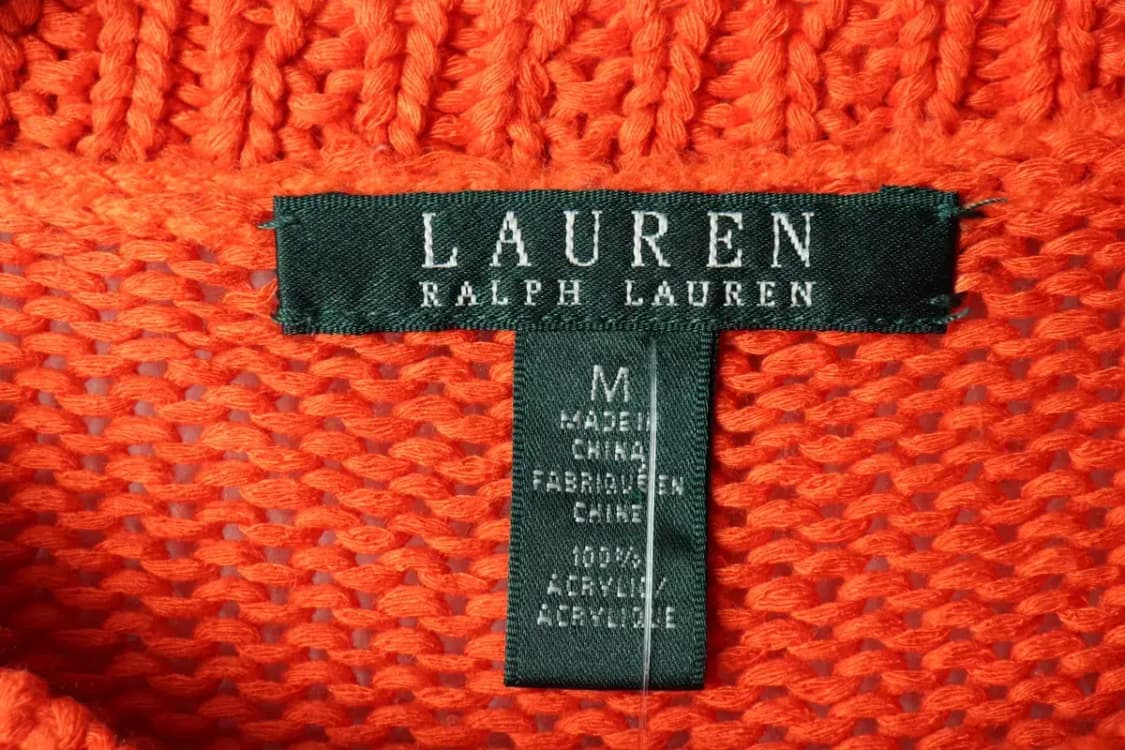 LAUREN
RALPH LAUREN
M
MADE IN
CHINA
FABRIQUÉ EN
CHINE
100%
ACRYLIC/
ACRYLIQUE